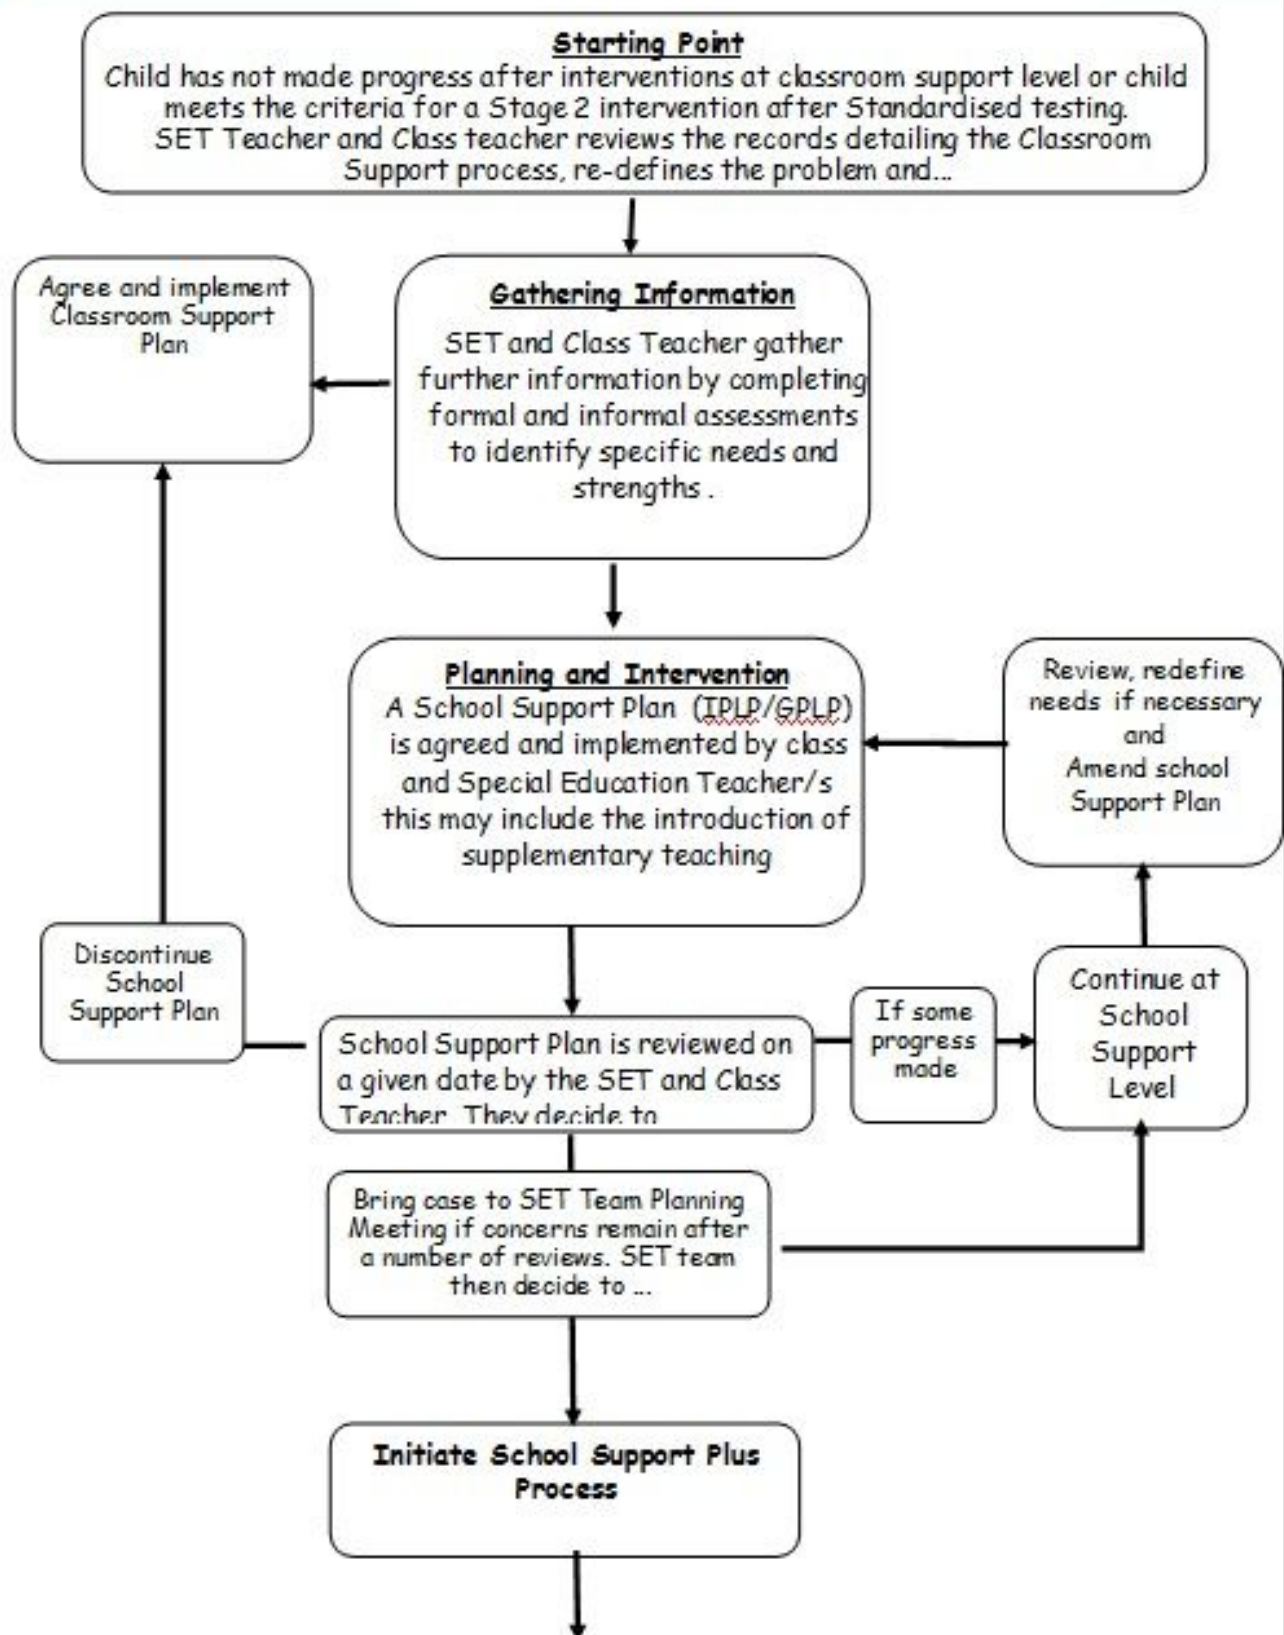 Starting Point
Child has not made progress after interventions at classroom support level or child
meets the criteria for a Stage 2 intervention after Standardised testing.
SET Teacher and Class teacher reviews the records detailing the Classroom
Support process, re-defines the problem and...
Agree and implement
Classroom Support
Plan
Gathering Information
SET and Class Teacher gather
further information by completing
formal and informal assessments
to identify specific needs and
strengths .
Planning and Intervention
A School Support Plan (IPLP/GPLP)
is agreed and implemented by class
and Special Education Teacher/s
this may include the introduction of
supplementary teaching
Review, redefine
needs if necessary
and
Amend school
Support Plan
Discontinue
School
Support Plan
School Support Plan is reviewed on
a given date by the SET and Class
Teacher. They decide to
If some
progress
made
Continue at
School
Support
Level
Bring case to SET Team Planning
Meeting if concerns remain after
a number of reviews. SET team
then decide to ...
Initiate School Support Plus
Process